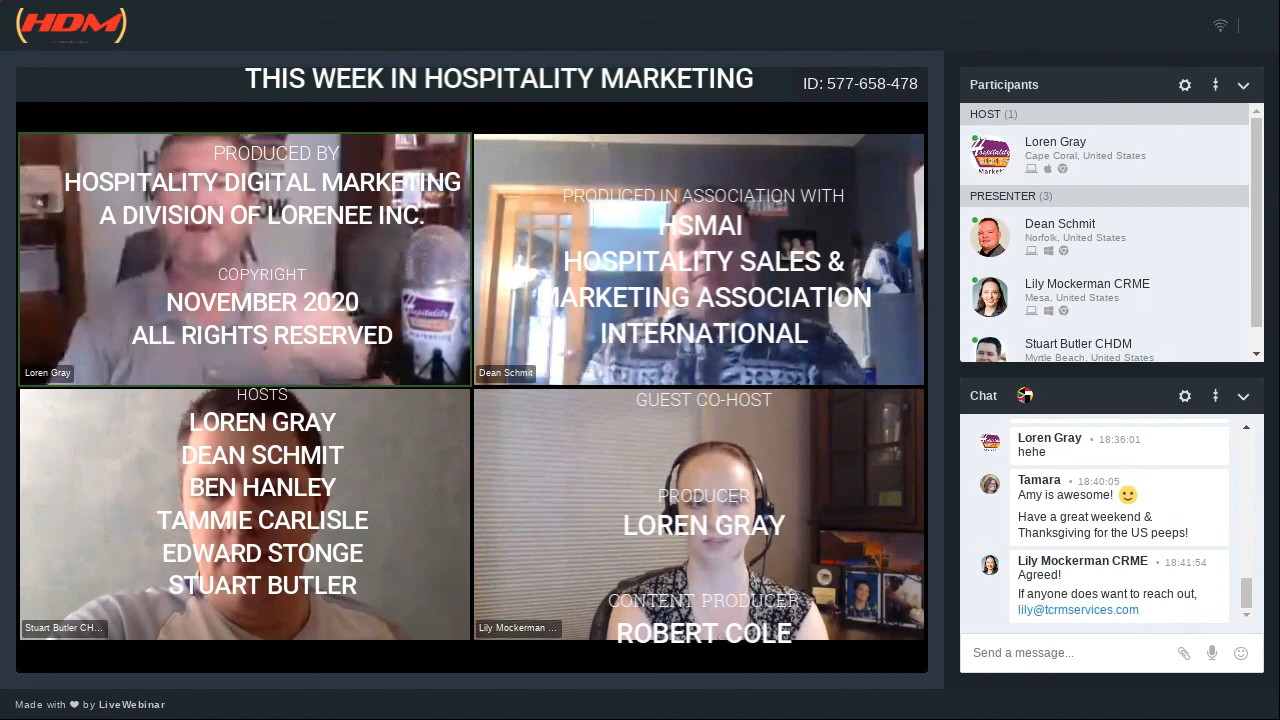 (HDM)
THIS WEEK IN HOSPITALITY MARKETING
ID: 577-658-478
PRODUCED BY
HOSPITALITY DIGITAL MARKETING
A DIVISION OF LORENEE INC.
COPYRIGHT
NOVEMBER 2020
ALL RIGHTS RESERVED
Loren Gray
PRODUCED IN ASSOCIATION WITH
HSMAI
HOSPITALITY SALES &
MARKETING ASSOCIATION
INTERNATIONAL
Dean Schmit
HOSTS
LOREN GRAY
DEAN SCHMIT
BEN HANLEY
TAMMIE CARLISLE
EDWARD STONGE
STUART BUTLER
Stuart Butler CH...
GUEST CO-HOST
PRODUCER
LOREN GRAY
CONTENT PRODUCER
ROBERT COLE
Lily Mockerman ...
Participants
HOST (1)
Loren Gray
Cape Coral, United States
PRESENTER (3)
Dean Schmit
Norfolk, United States
Lily Mockerman CRME
Mesa, United States
Stuart Butler CHDM
Myrtle Beach, United States
Chat
Loren Gray • 18:36:01
hehe
Tamara • 18:40:05
Amy is awesome!
Have a great weekend &
Thanksgiving for the US peeps!
Lily Mockerman CRME • 18:41:54
Agreed!
If anyone does want to reach out,
lily@tcrmservices.com
Send a message...
Made with ❤ by LiveWebinar